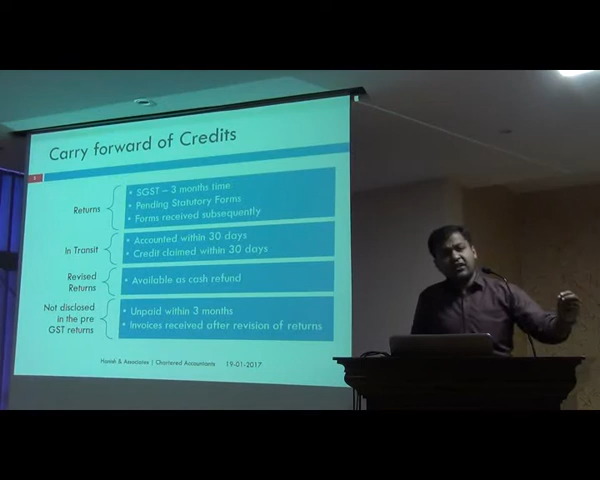 Carry forward of Credits
Returns
• SGST – 3 months time
• Pending Statutory Forms
• Forms received subsequently
In Transit
• Accounted within 30 days
• Credit claimed within 30 days
Revised
Returns
• Available as cash refund
Not disclosed
in the pre
GST returns
• Unpaid within 3 months
• Invoices received after revision of returns
& Associates | Chartered Accountants 19-01-2017